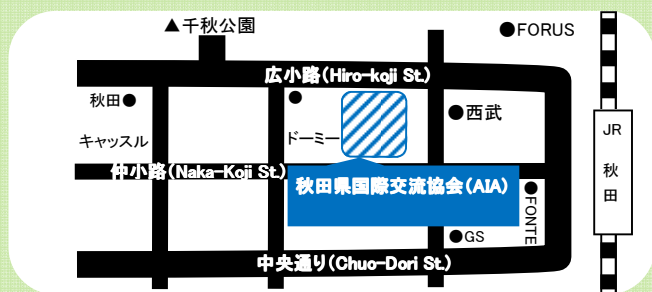 ▲千秋公園
●FORUS
広小路(Hiro-koji St.)
秋田●
キャッスル
●
ドーミー
●西武
JR
秋
田
仲小路(Naka-Koji St.)
秋田県国際交流協会(AIA)
●FONTE
●GS
中央通り(Chuo-Dori St.)